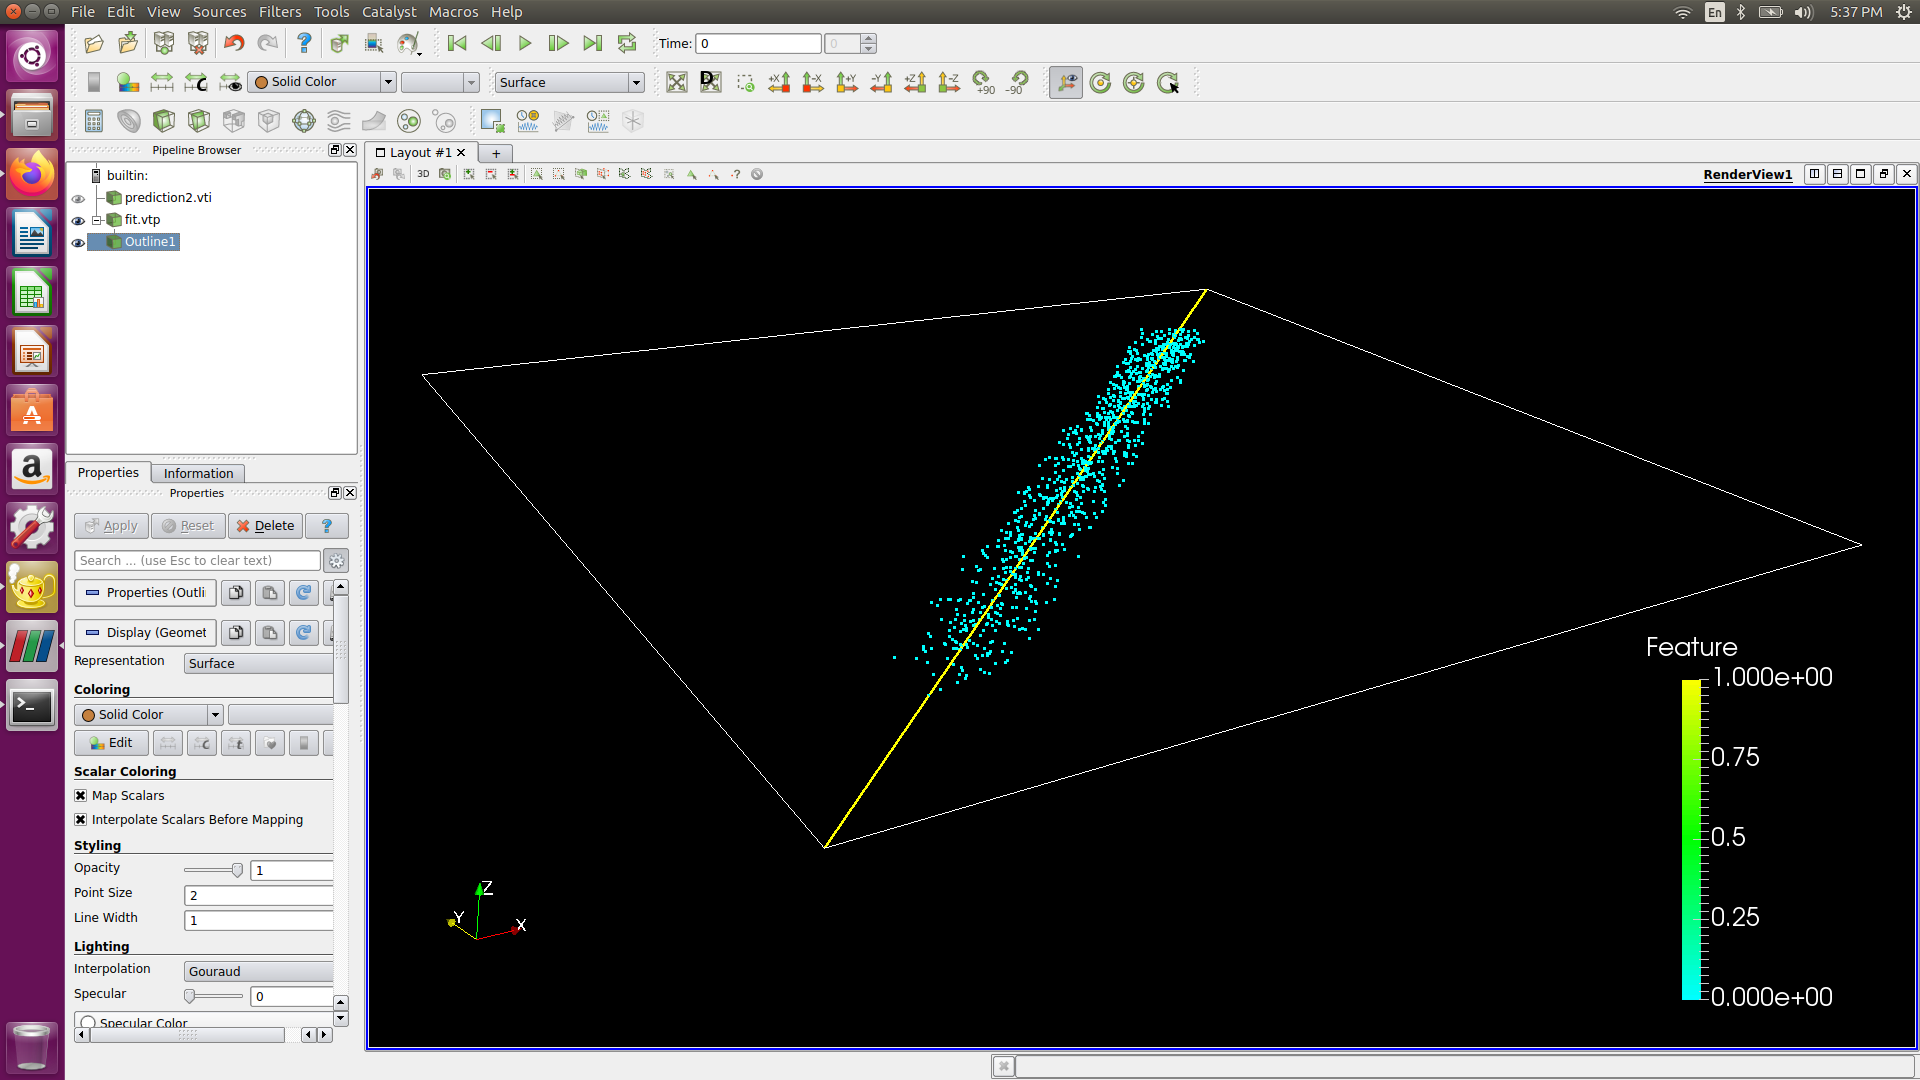 File Edit View Sources Filters Tools Catalyst Macros Help
En 5:37 PM
Time: 0 0
Solid Color Surface +X -X +Y -Y +Z -Z +90 -90
Pipeline Browser
Layout #1
+
3D
?
RenderView1
builtin:
prediction2.vti
fit.vtp
Outline1
Properties Information
Properties
Apply Reset Delete ?
Search ... (use Esc to clear text)
Properties (Outli
Display (Geomet
Representation Surface
Coloring
Solid Color
Edit
Scalar Coloring
Map Scalars
Interpolate Scalars Before Mapping
Styling
Opacity 1
Point Size 2
Line Width 1
Lighting
Interpolation Gouraud
Specular 0
Specular Color
Feature
1.000e+00
0.75
0.5
0.25
0.000e+00
Z
Y
X